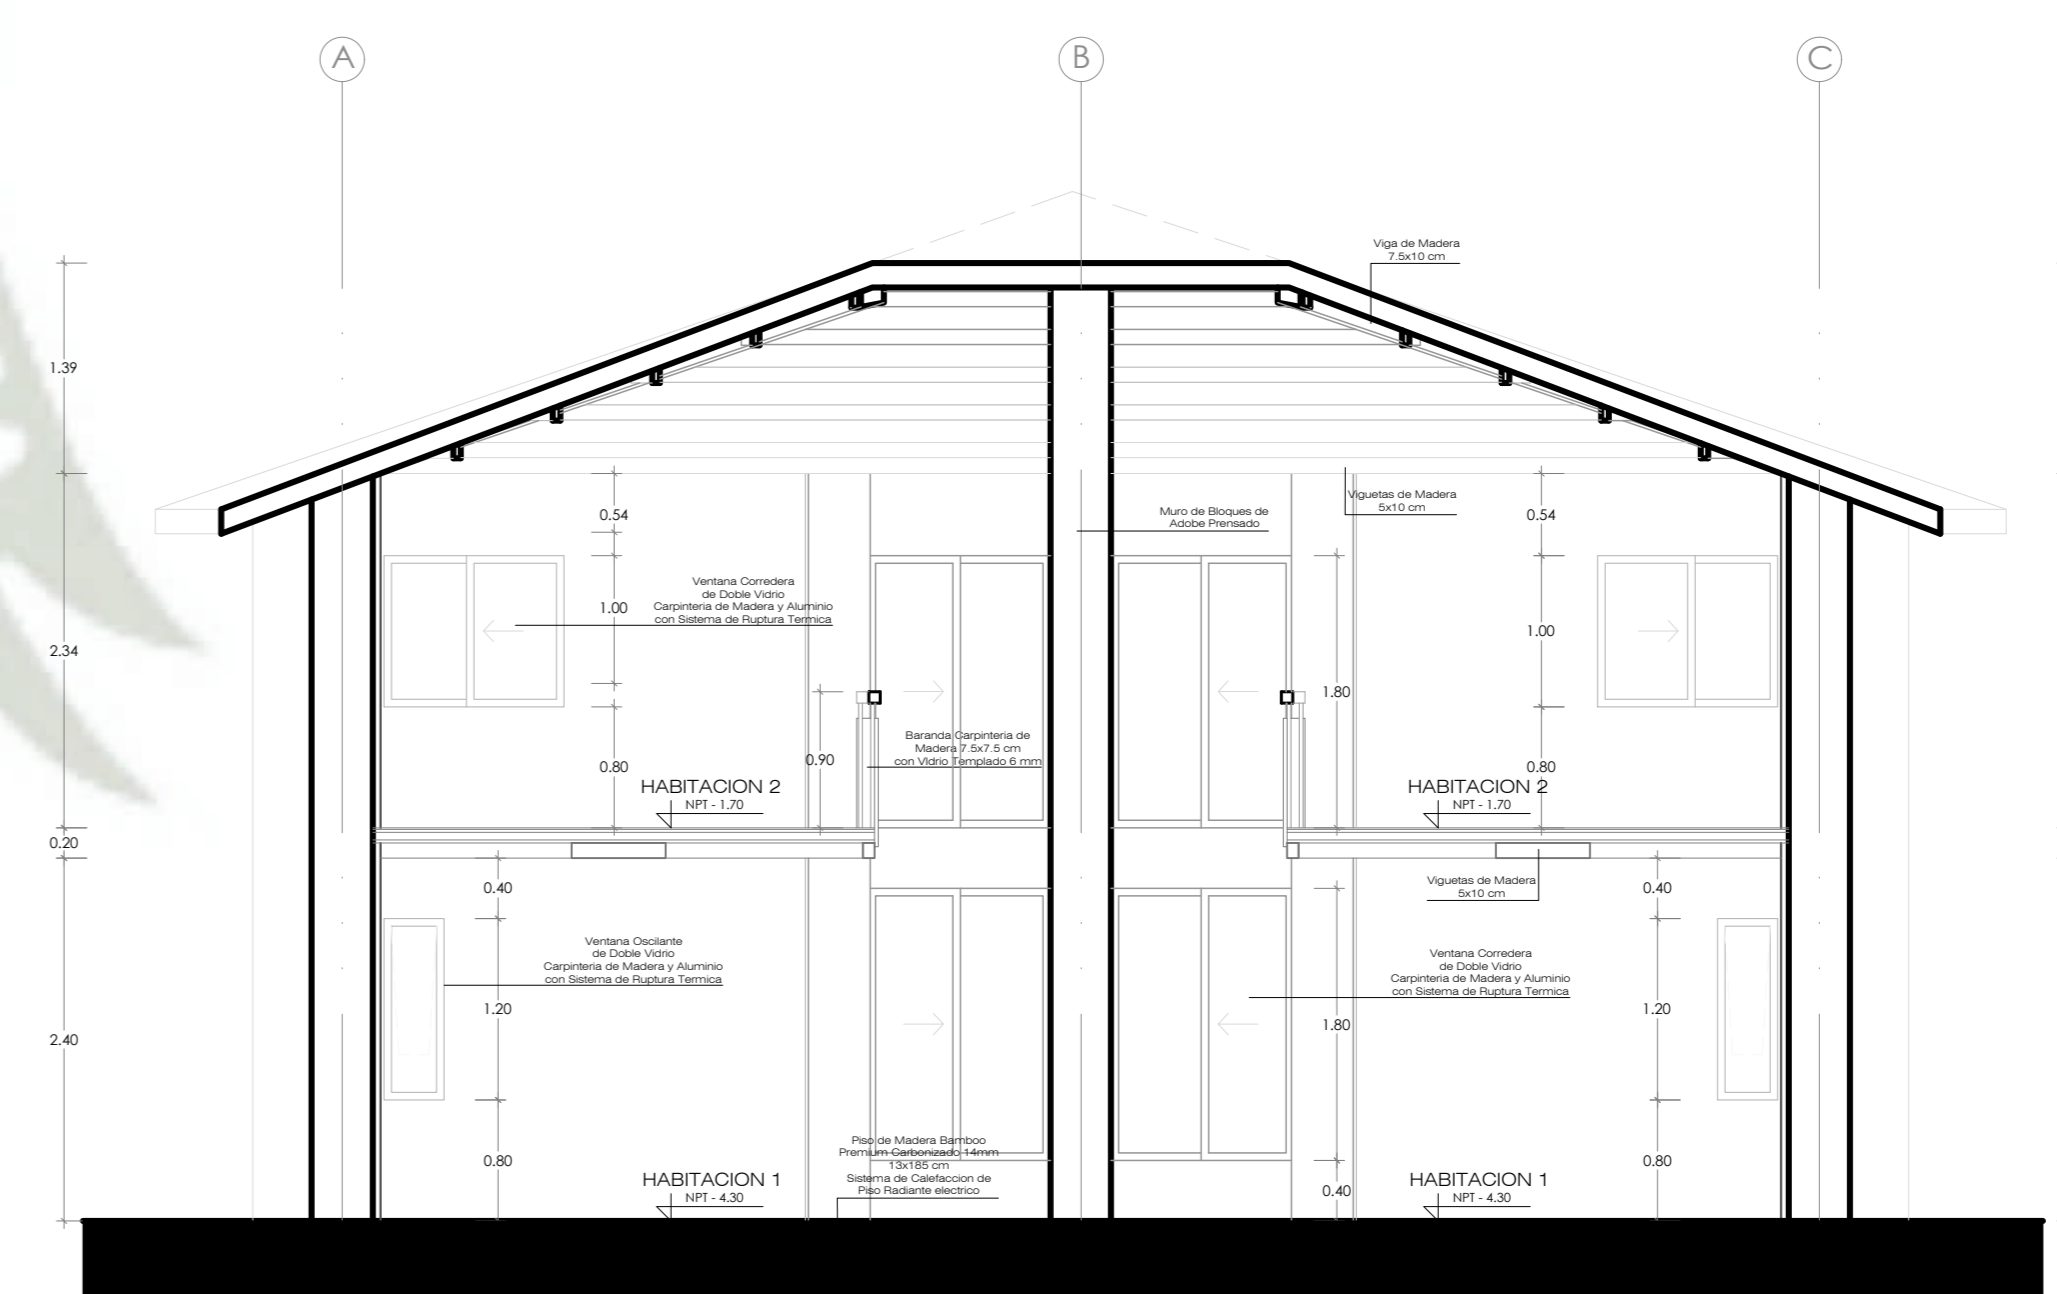 A
B
C
Viga de Madera
7.5x10 cm
1.39
Viguetas de Madera
5x10 cm
0.54
Muro de Bloques de
Adobe Prensado
0.54
Ventana Corredera
de Doble Vidrio
Carpinteria de Madera y Aluminio
con Sistema de Ruptura Termica
1.00
1.00
2.34
1.80
Baranda Carpinteria de
Madera 7.5x7.5 cm
con VIdrio Templado 6 mm
0.90
0.80
0.80
HABITACION 2
NPT - 1.70
HABITACION 2
NPT - 1.70
0.20
0.40
Viguetas de Madera
5x10 cm
0.40
Ventana Oscilante
de Doble Vidrio
Carpinteria de Madera y Aluminio
con Sistema de Ruptura Termica
Ventana Corredera
de Doble Vidrio
Carpinteria de Madera y Aluminio
con Sistema de Ruptura Termica
1.20
1.20
1.80
2.40
Piso de Madera Bamboo
Premium Carbonizado 14mm
13x185 cm
Sistema de Calefaccion de
Piso Radiante electrico
0.80
0.80
HABITACION 1
NPT - 4.30
0.40
HABITACION 1
NPT - 4.30